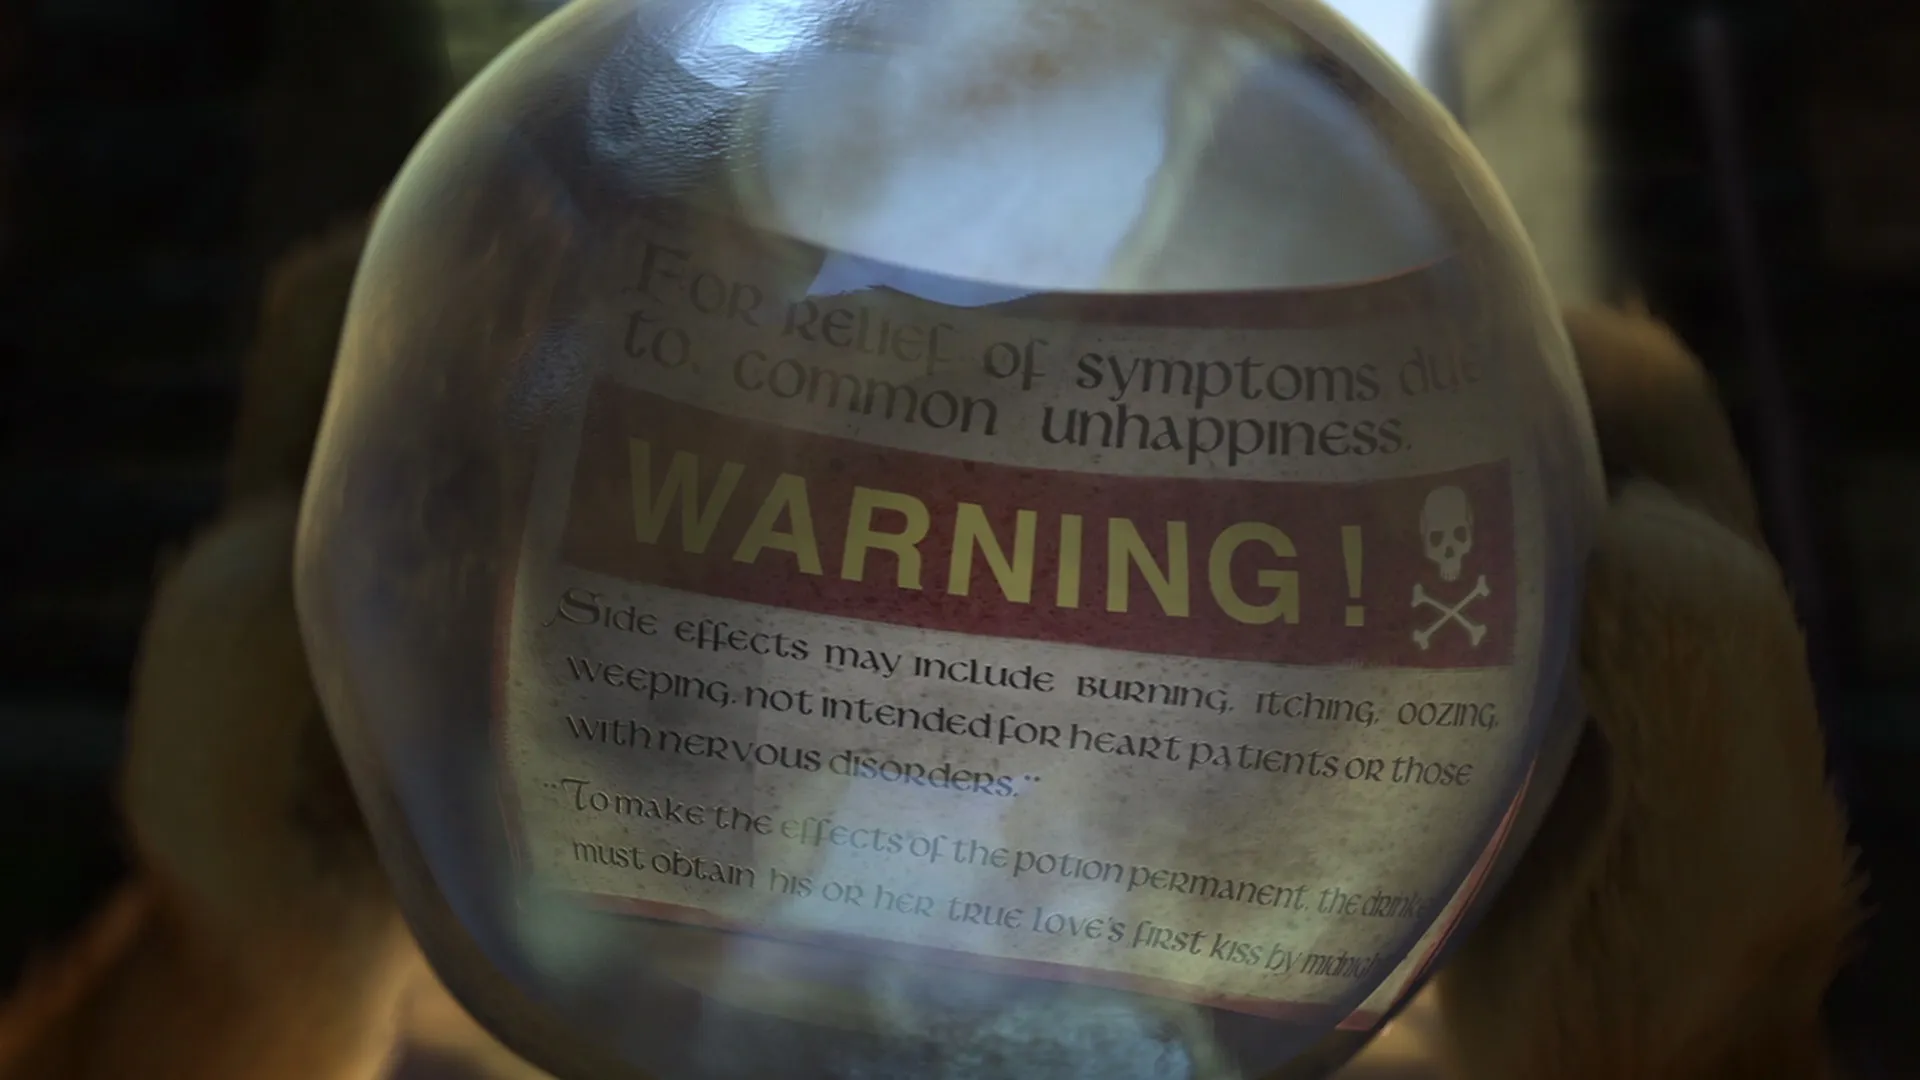 For relief of symptoms due
to. common unhappiness.
WARNING!
Side effects may include burning, itching, oozing,
weeping. not intended for heart patients or those
with nervous disorders."
"To make the effects of the potion permanent, the drinker
must obtain his or her true love's first kiss by midnight"